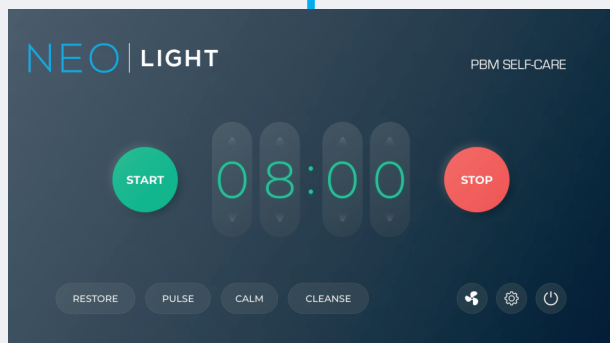 NEO LIGHT
PBM SELF-CARE
START 08:00 STOP
RESTORE PULSE CALM CLEANSE